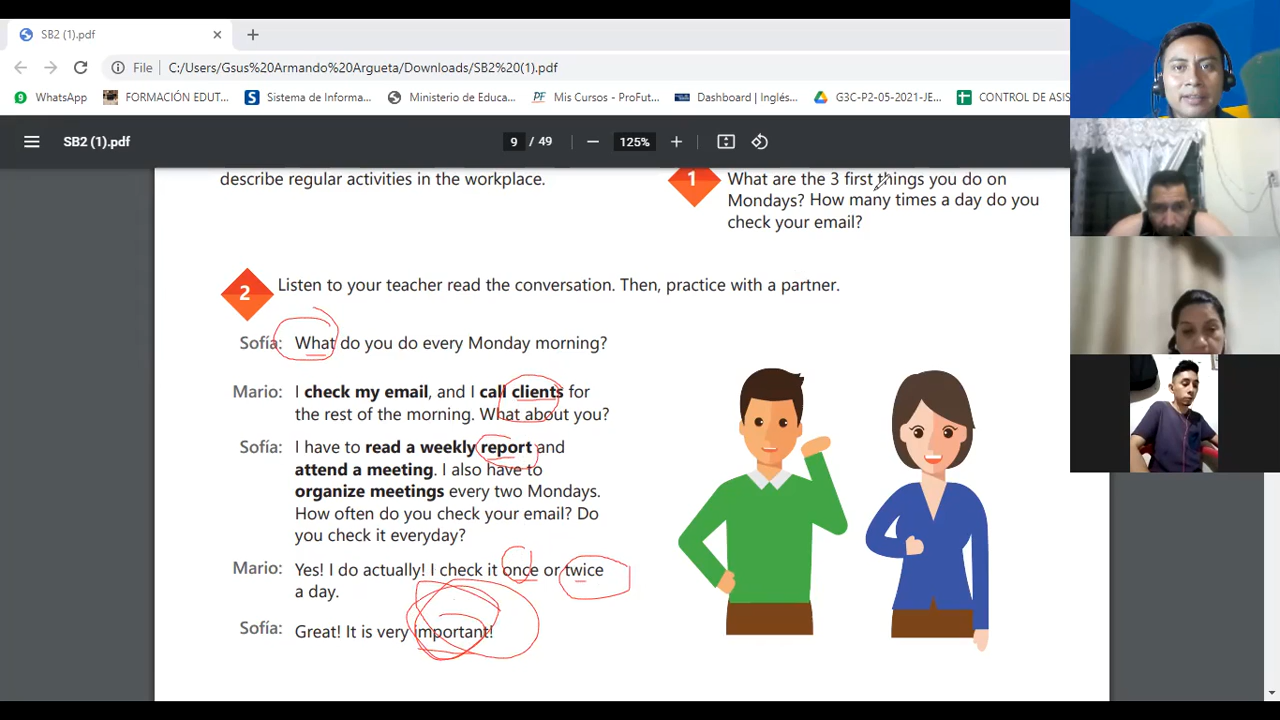 SB2 (1).pdf
File C:/Users/Gsus%20Armando%20Argueta/Downloads/SB2%20(1).pdf
WhatsApp FORMACIÓN EDUT... Sistema de Informa... Ministerio de Educa... Mis Cursos - ProFut... Dashboard | Inglés... G3C-P2-05-2021-JE... CONTROL DE ASIS
SB2 (1).pdf 9 / 49 125%
describe regular activities in the workplace.
1 What are the 3 first things you do on
Mondays? How many times a day do you
check your email?
2 Listen to your teacher read the conversation. Then, practice with a partner.
Sofía: What do you do every Monday morning?
Mario: I check my email, and I call clients for
the rest of the morning. What about you?
Sofía: I have to read a weekly report and
attend a meeting. I also have to
organize meetings every two Mondays.
How often do you check your email? Do
you check it everyday?
Mario: Yes! I do actually! I check it once or twice
a day.
Sofía: Great! It is very important!